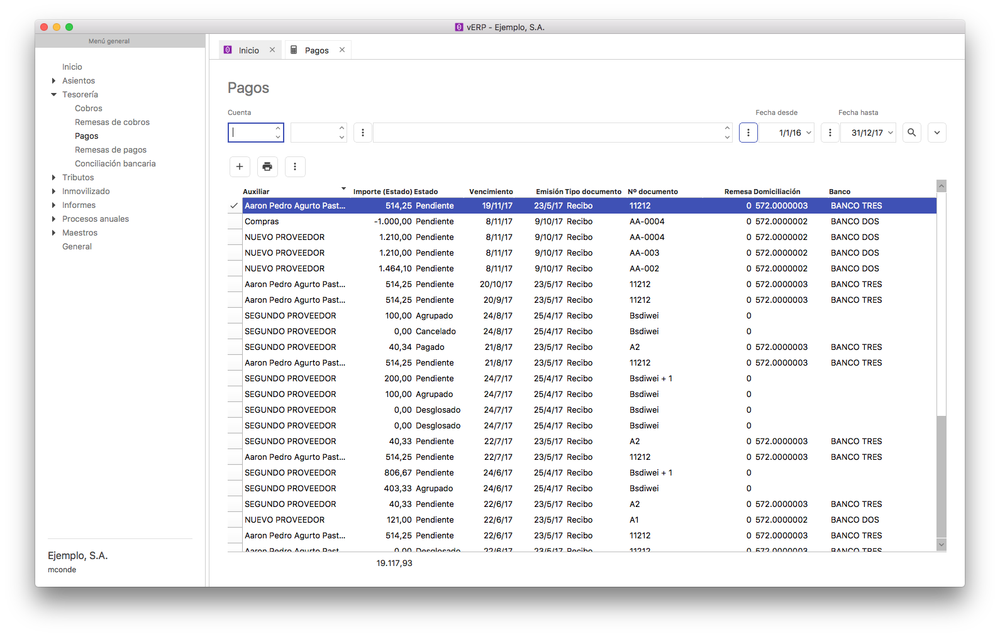 vERP - Ejemplo, S.A.
Menú general
Inicio
Asientos
Tesorería
Cobros
Remesas de cobros
Pagos
Remesas de pagos
Conciliación bancaria
Tributos
Inmovilizado
Informes
Procesos anuales
Maestros
General
Ejemplo, S.A.
mconde
Inicio Pagos
Pagos
Cuenta Fecha desde Fecha hasta
1/1/16 31/12/17
Auxiliar Importe (Estado) Estado Vencimiento Emisión Tipo documento Nº documento Remesa Domiciliación Banco
Aaron Pedro Agurto Past... 514,25 Pendiente 19/11/17 23/5/17 Recibo 11212 0 572.0000003 BANCO TRES
Compras -1.000,00 Pendiente 8/11/17 9/10/17 Recibo AA-0004 0 572.0000002 BANCO DOS
NUEVO PROVEEDOR 1.210,00 Pendiente 8/11/17 9/10/17 Recibo AA-0004 0 572.0000002 BANCO DOS
NUEVO PROVEEDOR 1.210,00 Pendiente 8/11/17 9/10/17 Recibo AA-003 0 572.0000002 BANCO DOS
NUEVO PROVEEDOR 1.464,10 Pendiente 8/11/17 9/10/17 Recibo AA-002 0 572.0000002 BANCO DOS
Aaron Pedro Agurto Past... 514,25 Pendiente 20/10/17 23/5/17 Recibo 11212 0 572.0000003 BANCO TRES
Aaron Pedro Agurto Past... 514,25 Pendiente 20/9/17 23/5/17 Recibo 11212 0 572.0000003 BANCO TRES
SEGUNDO PROVEEDOR 100,00 Agrupado 24/8/17 25/4/17 Recibo Bsdiwei 0
SEGUNDO PROVEEDOR 0,00 Cancelado 24/8/17 25/4/17 Recibo Bsdiwei 0
SEGUNDO PROVEEDOR 40,34 Pagado 21/8/17 23/5/17 Recibo A2 0 572.0000003 BANCO TRES
Aaron Pedro Agurto Past... 514,25 Pendiente 21/8/17 23/5/17 Recibo 11212 0 572.0000003 BANCO TRES
SEGUNDO PROVEEDOR 200,00 Pendiente 24/7/17 25/4/17 Recibo Bsdiwei + 1 0
SEGUNDO PROVEEDOR 100,00 Agrupado 24/7/17 25/4/17 Recibo Bsdiwei 0
SEGUNDO PROVEEDOR 0,00 Desglosado 24/7/17 25/4/17 Recibo Bsdiwei 0
SEGUNDO PROVEEDOR 0,00 Desglosado 24/7/17 25/4/17 Recibo Bsdiwei 0
SEGUNDO PROVEEDOR 40,33 Pendiente 22/7/17 23/5/17 Recibo A2 0 572.0000003 BANCO TRES
Aaron Pedro Agurto Past... 514,25 Pendiente 22/7/17 23/5/17 Recibo 11212 0 572.0000003 BANCO TRES
SEGUNDO PROVEEDOR 806,67 Pendiente 24/6/17 25/4/17 Recibo Bsdiwei + 1 0
SEGUNDO PROVEEDOR 403,33 Agrupado 24/6/17 25/4/17 Recibo Bsdiwei 0
SEGUNDO PROVEEDOR 40,33 Pendiente 22/6/17 23/5/17 Recibo A2 0 572.0000003 BANCO TRES
NUEVO PROVEEDOR 121,00 Pendiente 22/6/17 23/5/17 Recibo A1 0 572.0000002 BANCO DOS
Aaron Pedro Agurto Past... 514,25 Pendiente 22/6/17 23/5/17 Recibo 11212 0 572.0000003 BANCO TRES
Aaron Pedro Agurto Past... 0,00 Desglosado 22/6/17 23/5/17 Recibo 11212 0 572.0000003 BANCO TRES
19.117,93